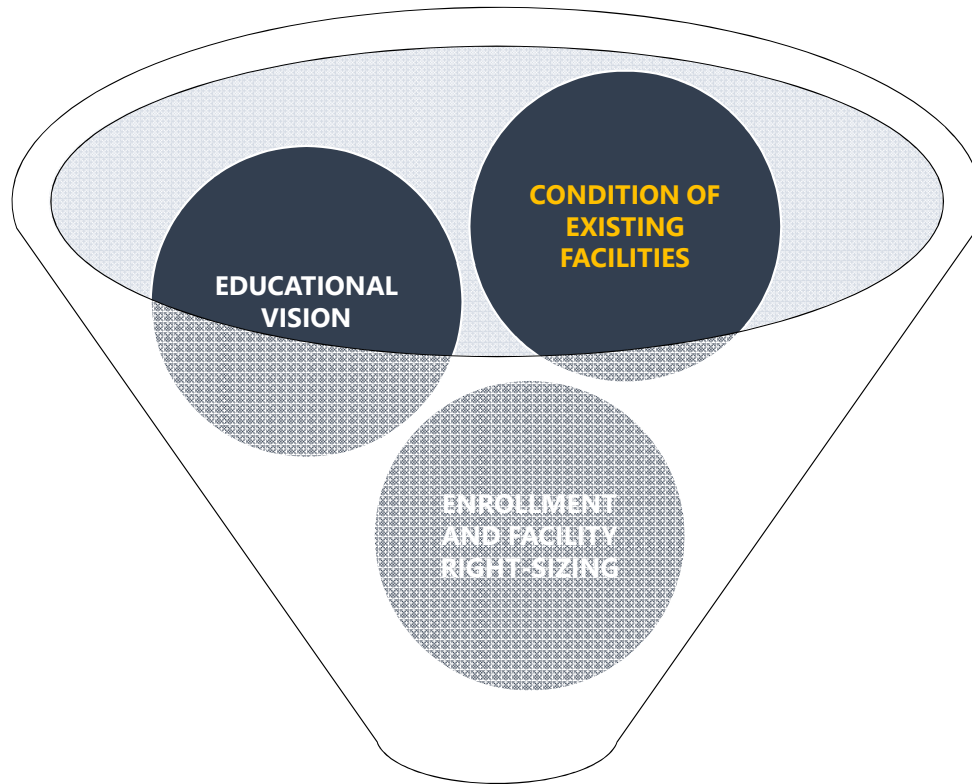 CONDITION OF
EXISTING
FACILITIES
EDUCATIONAL
VISION
ENROLLMENT
AND FACILITY
RIGHT-SIZING